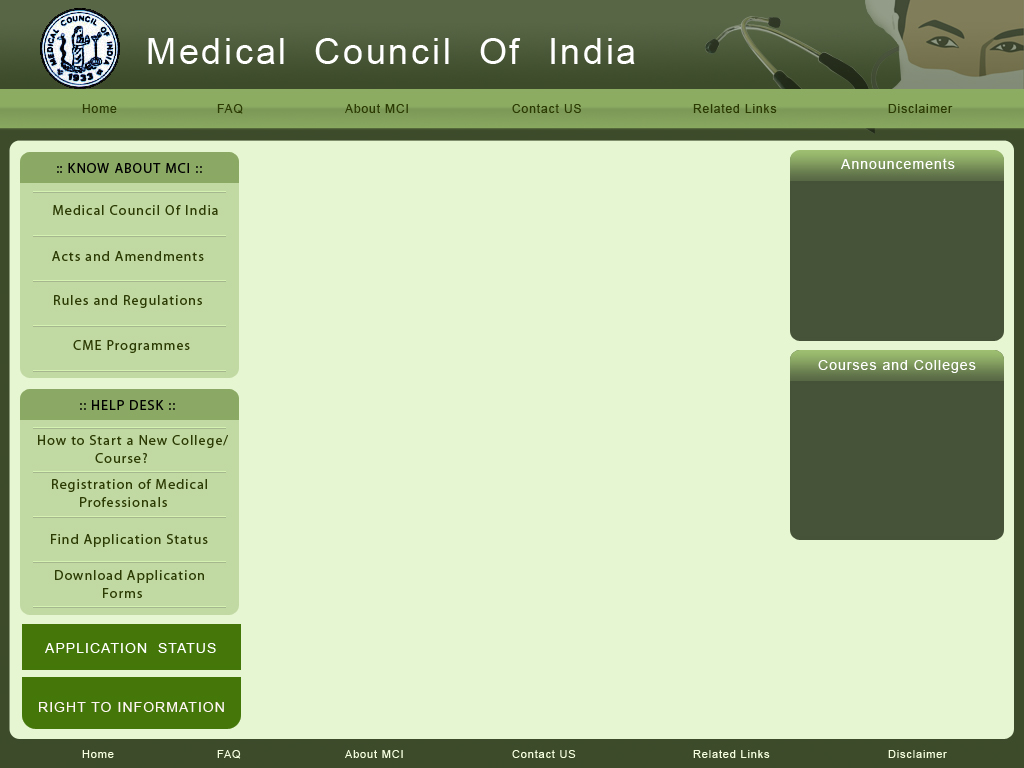 MEDICAL COUNCIL OF INDIA
1933
Medical Council Of India
Home FAQ About MCI Contact US Related Links Disclaimer
:: KNOW ABOUT MCI ::
Medical Council Of India
Acts and Amendments
Rules and Regulations
CME Programmes
:: HELP DESK ::
How to Start a New College/
Course?
Registration of Medical
Professionals
Find Application Status
Download Application
Forms
APPLICATION STATUS
RIGHT TO INFORMATION
Announcements
Courses and Colleges
Home FAQ About MCI Contact US Related Links Disclaimer